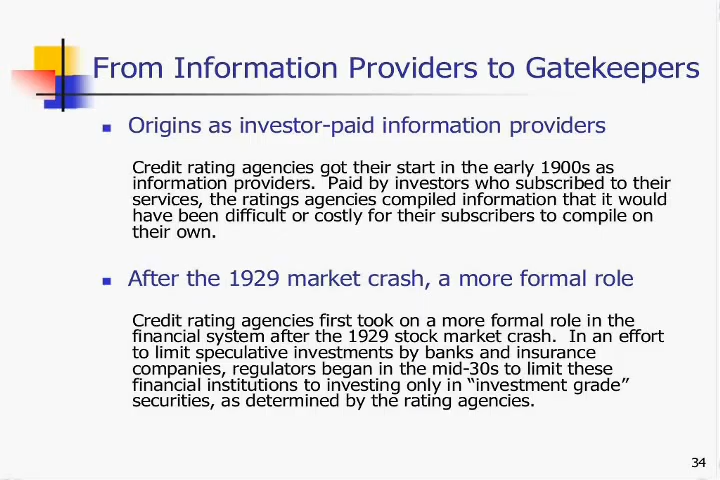 From Information Providers to Gatekeepers
Origins as investor-paid information providers
Credit rating agencies got their start in the early 1900s as
information providers.  Paid by investors who subscribed to their
services, the ratings agencies compiled information that it would
have been difficult or costly for their subscribers to compile on
their own.
After the 1929 market crash, a more formal role
Credit rating agencies first took on a more formal role in the
financial system after the 1929 stock market crash.  In an effort
to limit speculative investments by banks and insurance
companies, regulators began in the mid-30s to limit these
financial institutions to investing only in “investment grade”
securities, as determined by the rating agencies.
34